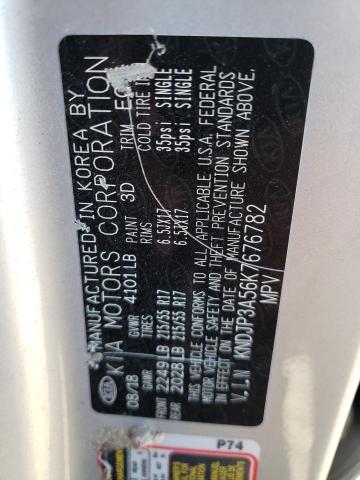 KIA MANUFACTURED IN KOREA BY
KIA MOTORS CORPORATION
08/18 GVWR 4101LB PAINT 3D TRIM
GAWR TIRES RIMS COLD TIRE
FRONT 2249LB 215/55 R17 6.5JX17 35psi SINGLE
REAR 2028LB 215/55 R17 6.5JX17 35psi SINGLE
THIS VEHICLE CONFORMS TO ALL APPLICABLE U.S.A. FEDERAL
MOTOR VEHICLE SAFETY AND THEFT PREVENTION STANDARDS
IN EFFECT ON THE DATE OF MANUFACTURE SHOWN ABOVE.
V.I.N KNDJP3A56K7676782
MPV
P74